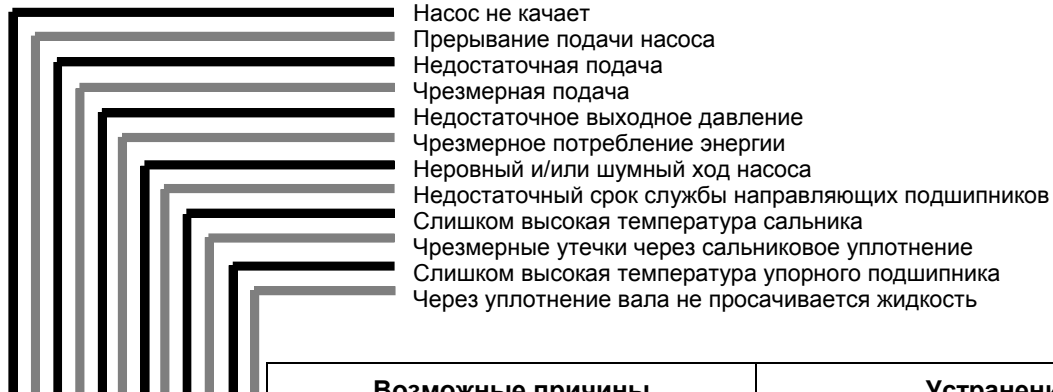 Насос не качает
Прерывание подачи насоса
Недостаточная подача
Чрезмерная подача
Недостаточное выходное давление
Чрезмерное потребление энергии
Неровный и/или шумный ход насоса
Недостаточный срок службы направляющих подшипников
Слишком высокая температура сальника
Чрезмерные утечки через сальниковое уплотнение
Слишком высокая температура упорного подшипника
Через уплотнение вала не просачивается жидкость
Возможные причины Устранени